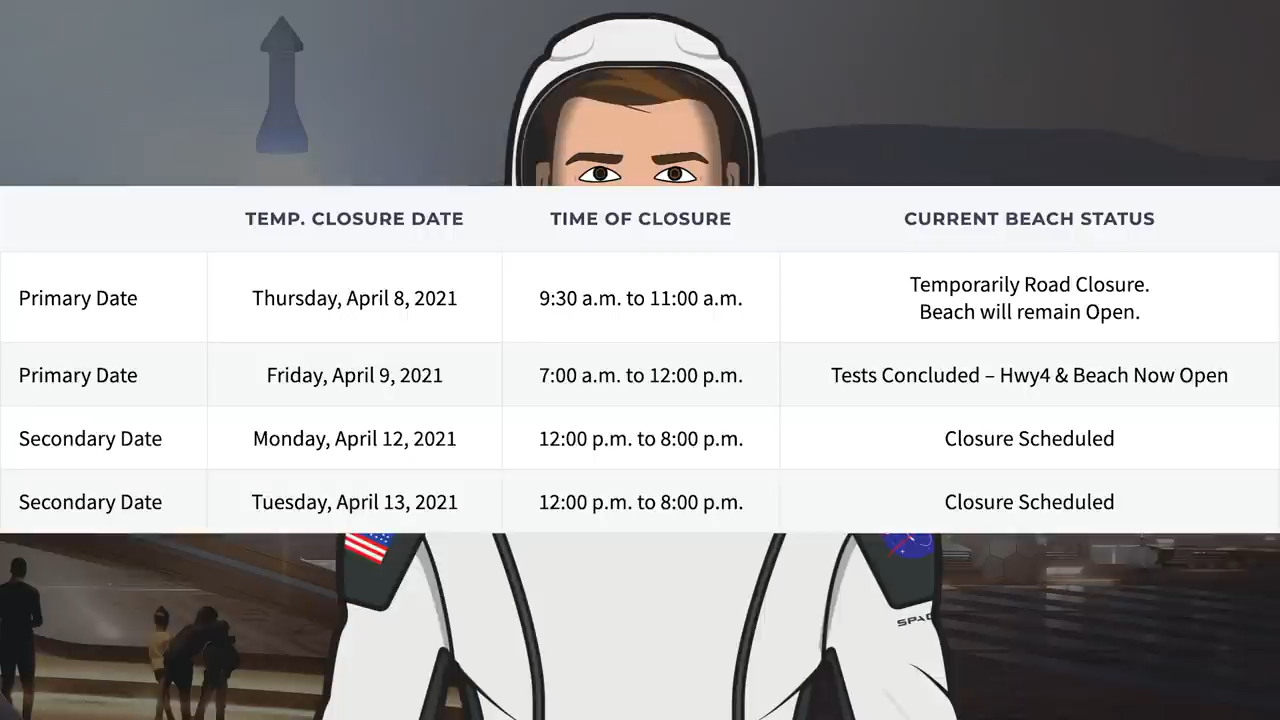 TEMP. CLOSURE DATE TIME OF CLOSURE CURRENT BEACH STATUS
Primary Date Thursday, April 8, 2021 9:30 a.m. to 11:00 a.m. Temporarily Road Closure.
Beach will remain Open.
Primary Date Friday, April 9, 2021 7:00 a.m. to 12:00 p.m. Tests Concluded – Hwy4 & Beach Now Open
Secondary Date Monday, April 12, 2021 12:00 p.m. to 8:00 p.m. Closure Scheduled
Secondary Date Tuesday, April 13, 2021 12:00 p.m. to 8:00 p.m. Closure Scheduled